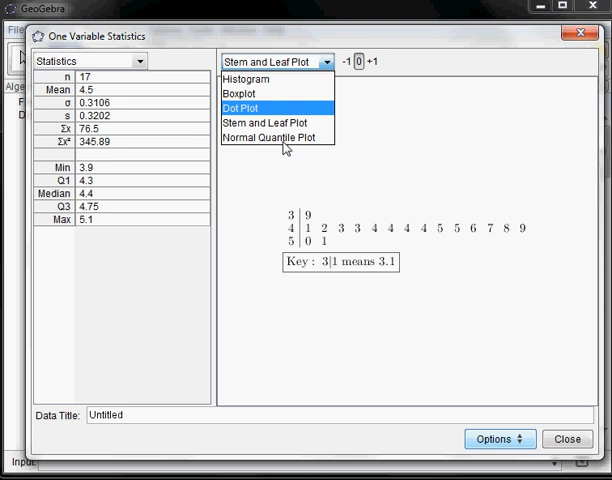 GeoGebra
File
One Variable Statistics
Statistics
Stem and Leaf Plot -1 0 +1
n 17
Mean 4.5
σ 0.3106
s 0.3202
Σx 76.5
Σx² 345.89
Min 3.9
Q1 4.3
Median 4.4
Q3 4.75
Max 5.1
Histogram
Boxplot
Dot Plot
Stem and Leaf Plot
Normal Quantile Plot
3 | 9
4 | 1 2 3 3 4 4 4 4 5 5 6 7 8 9
5 | 0 1
Key : 3|1 means 3.1
Data Title: Untitled
Options
Close
Input: